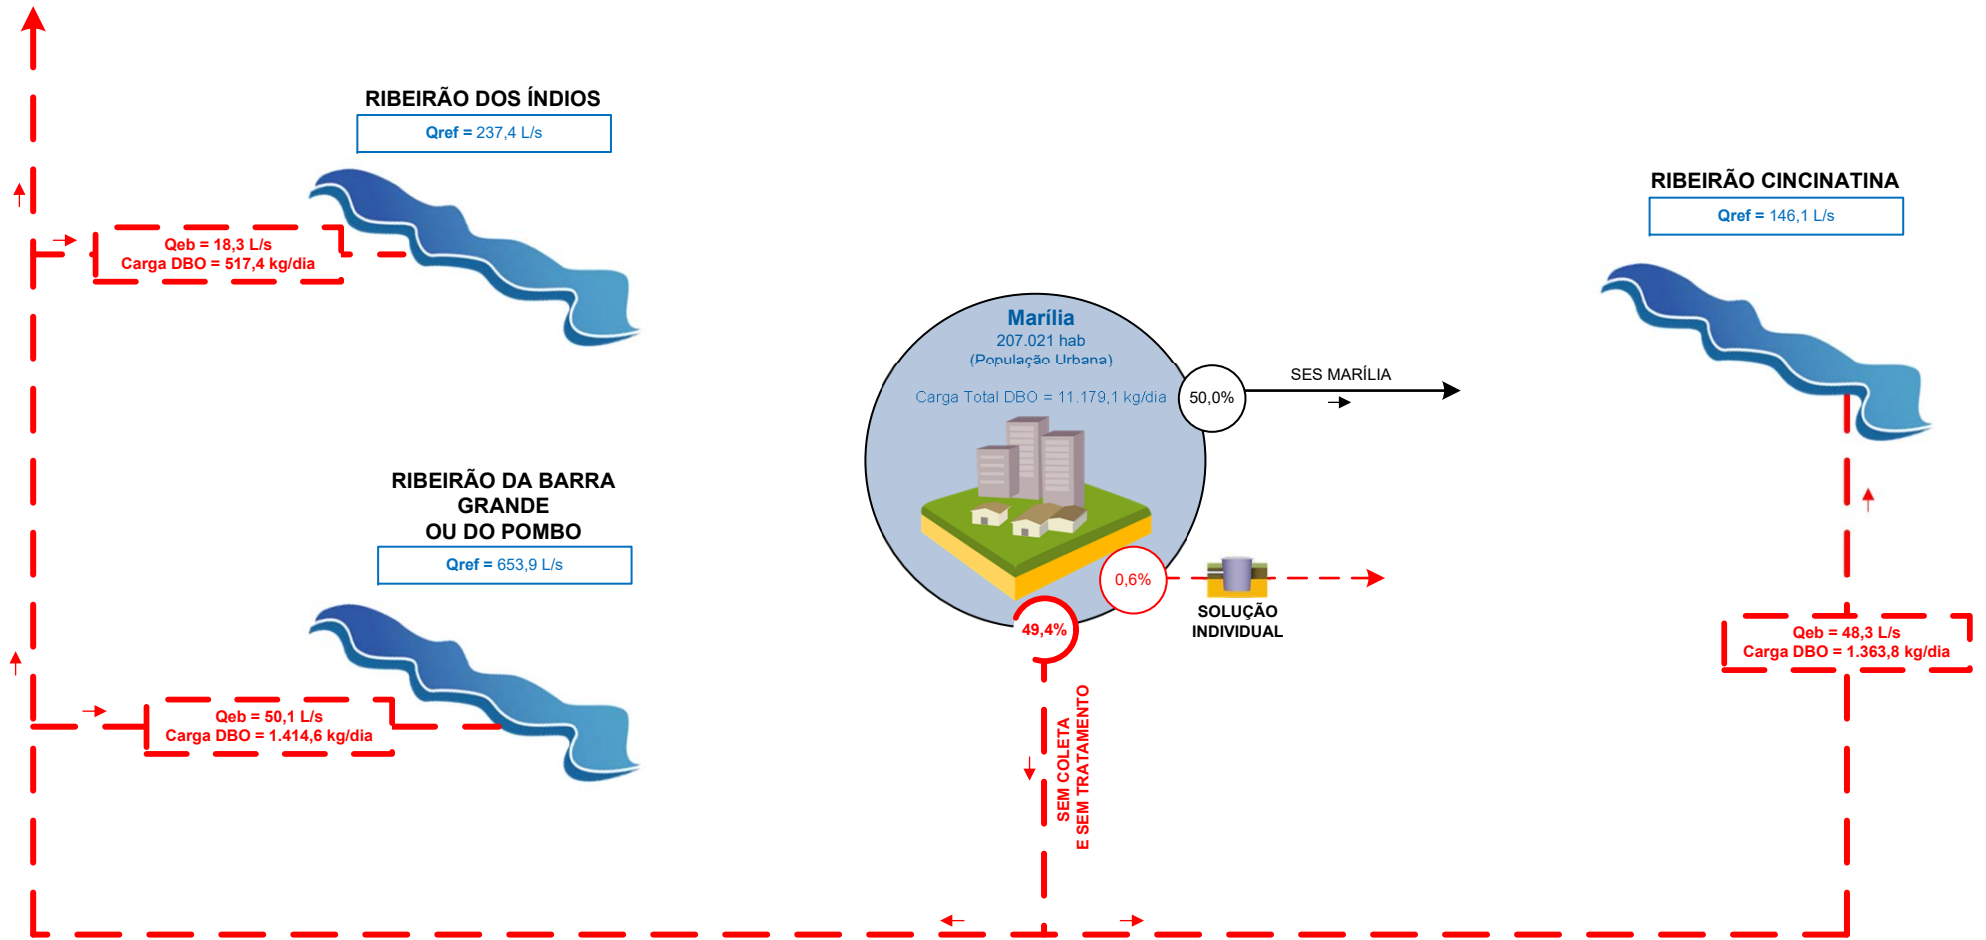 RIBEIRÃO DOS ÍNDIOS
Qref = 237,4 L/s
Qeb = 18,3 L/s
Carga DBO = 517,4 kg/dia
RIBEIRÃO DA BARRA
GRANDE
OU DO POMBO
Qref = 653,9 L/s
Qeb = 50,1 L/s
Carga DBO = 1.414,6 kg/dia
Marília
207.021 hab
(População Urbana)
Carga Total DBO = 11.179,1 kg/dia
50,0%
SES MARÍLIA
0,6%
SOLUÇÃO
INDIVIDUAL
49,4%
SEM COLETA
E SEM TRATAMENTO
RIBEIRÃO CINCINATINA
Qref = 146,1 L/s
Qeb = 48,3 L/s
Carga DBO = 1.363,8 kg/dia